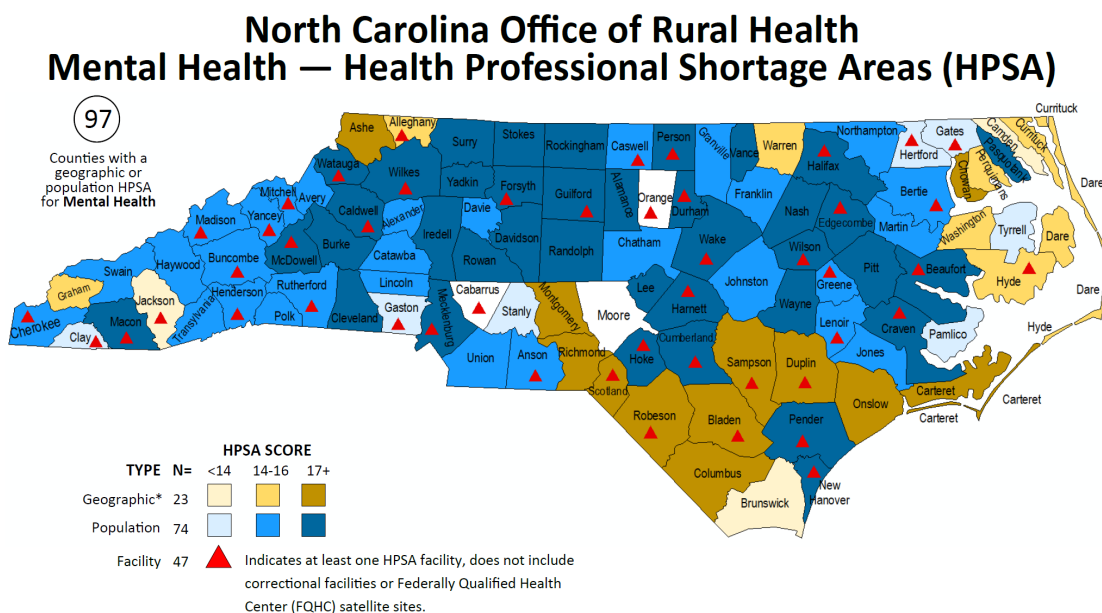 North Carolina Office of Rural Health
Mental Health — Health Professional Shortage Areas (HPSA)
97
Counties with a
geographic or
population HPSA
for Mental Health
Ashe
Alleghany
Surry
Stokes
Rockingham
Caswell
Person
Granville
Vance
Warren
Northampton
Halifax
Hertford
Gates
Camden
Currituck
Currituck
Pasquotank
Perquimans
Chowan
Dare
Watauga
Wilkes
Yadkin
Forsyth
Guilford
Alamance
Orange
Durham
Franklin
Nash
Edgecombe
Bertie
Martin
Washington
Tyrrell
Dare
Mitchell
Avery
Yancey
Madison
Caldwell
Alexander
Davie
Iredell
Davidson
Randolph
Chatham
Wake
Wilson
Pitt
Beaufort
Hyde
Dare
Buncombe
McDowell
Burke
Catawba
Rowan
Haywood
Swain
Graham
Cherokee
Clay
Macon
Jackson
Transylvania
Henderson
Rutherford
Polk
Cleveland
Lincoln
Gaston
Mecklenburg
Cabarrus
Stanly
Montgomery
Moore
Lee
Harnett
Johnston
Wayne
Greene
Lenoir
Craven
Pamlico
Hyde
Jones
Union
Anson
Richmond
Scotland
Hoke
Cumberland
Sampson
Duplin
Onslow
Carteret
Carteret
Carteret
Robeson
Bladen
Pender
Columbus
Brunswick
New
Hanover
HPSA SCORE
TYPE N= <14 14-16 17+
Geographic* 23
Population 74
Facility 47 Indicates at least one HPSA facility, does not include
correctional facilities or Federally Qualified Health
Center (FQHC) satellite sites.